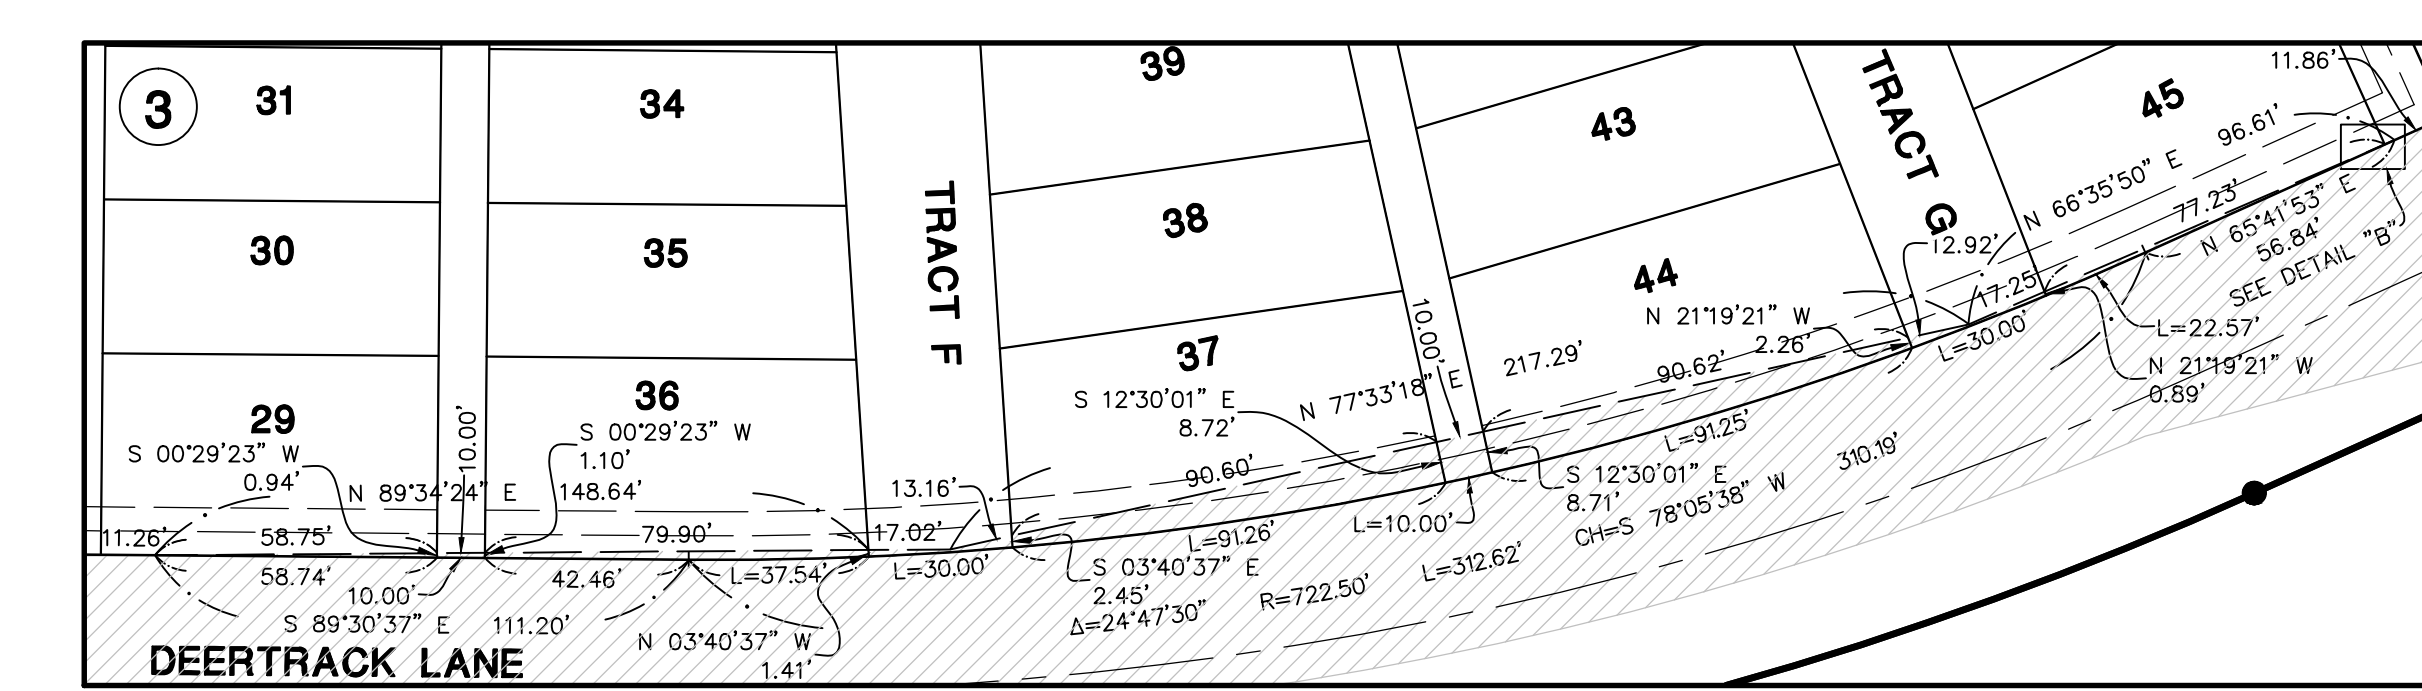 3
31
34
39
43
45
11.86'
96.61'
30
35
38
44
TRACT F
TRACT G
N 66°35'50" E
77.23'
N 65°41'53" E
56.84'
SEE DETAIL "B"
12.92'
17.25'
L=30.00'
L=22.57'
N 21°19'21" W
0.89'
N 21°19'21" W
2.26'
29
36
37
10.00'
217.29'
90.62'
S 12°30'01" E
8.72'
N 77°33'18" E
L=91.25'
S 00°29'23" W
0.94'
10.00'
S 00°29'23" W
1.10'
N 89°34'24" E
148.64'
13.16'
90.60'
S 12°30'01" E
8.71'
CH=S 78°05'38" W
310.19'
11.26'
58.75'
79.90'
17.02'
L=91.26'
L=10.00'
58.74'
10.00'
42.46'
L=37.54'
L=30.00'
S 03°40'37" E
2.45'
Δ=24°47'30"
R=722.50'
L=312.62'
S 89°30'37" E
111.20'
N 03°40'37" W
1.41'
DEERTRACK LANE